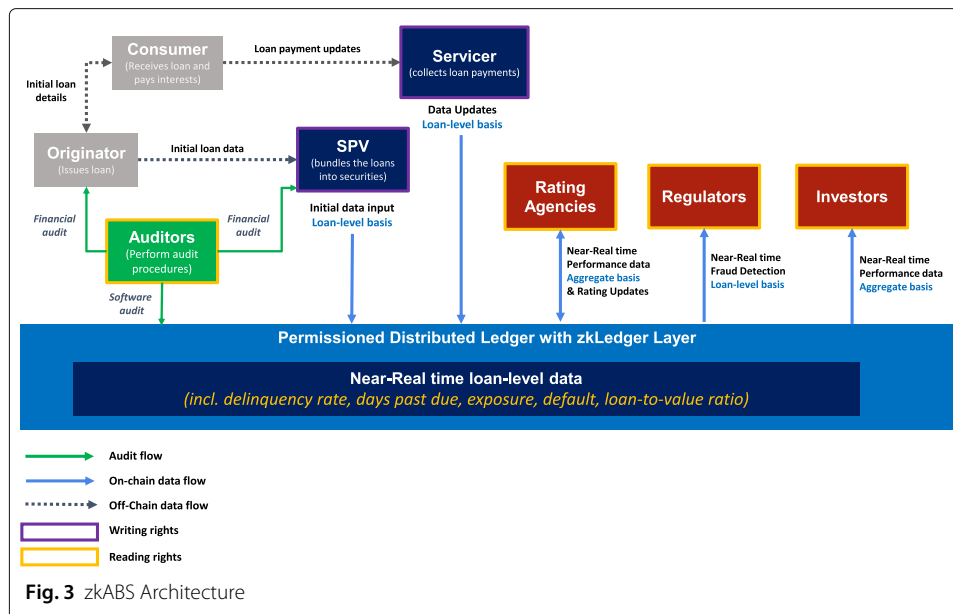 Consumer
(Receives loan and
pays interests)
Loan payment updates
Servicer
(collects loan payments)
Initial loan
details
Data Updates
Loan-level basis
Originator
(Issues loan)
Initial loan data
SPV
(bundles the loans
into securities)
Rating
Agencies
Regulators
Investors
Financial
audit
Auditors
(Perform audit
procedures)
Financial
audit
Initial data input
Loan-level basis
Software
audit
Near-Real time
Performance data
Aggregate basis
& Rating Updates
Near-Real time
Fraud Detection
Loan-level basis
Near-Real time
Performance data
Aggregate basis
Permissioned Distributed Ledger with zkLedger Layer
Near-Real time loan-level data
(incl. delinquency rate, days past due, exposure, default, loan-to-value ratio)
Audit flow
On-chain data flow
Off-Chain data flow
Writing rights
Reading rights
Fig. 3 zkABS Architecture